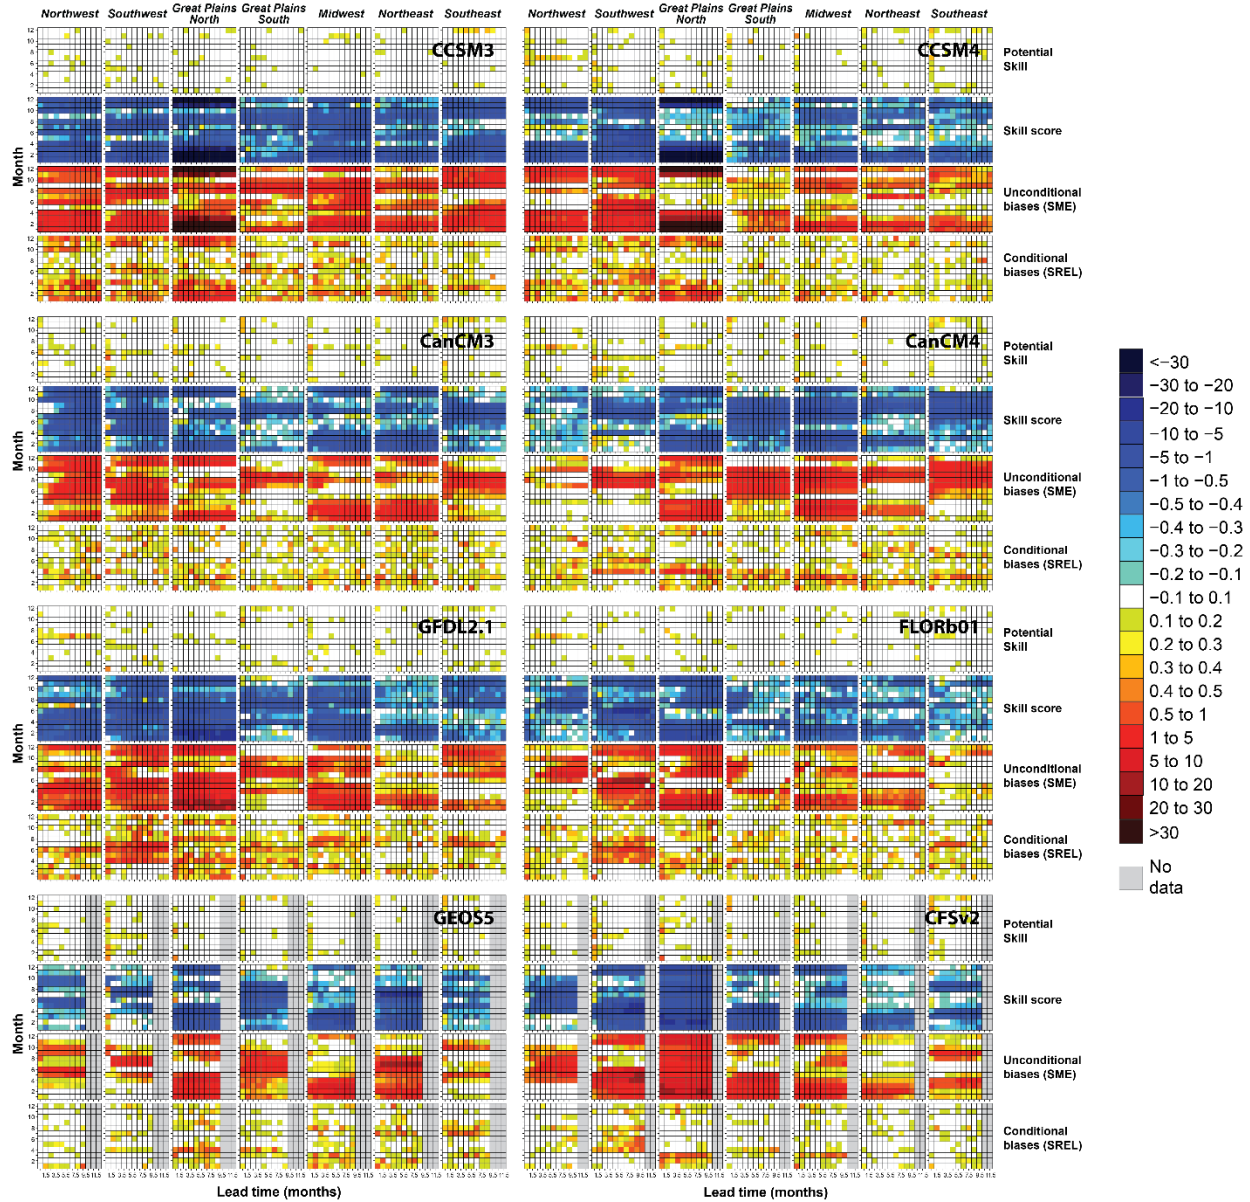 Northwest Southwest Great Plains North Great Plains South Midwest Northeast Southeast
Northwest Southwest Great Plains North Great Plains South Midwest Northeast Southeast
CCSM3
CCSM4
Potential
Skill
Skill score
Unconditional
biases (SME)
Conditional
biases (SREL)
Month
CanCM3
CanCM4
Potential
Skill
Skill score
Unconditional
biases (SME)
Conditional
biases (SREL)
Month
GFDL2.1
FLORb01
Potential
Skill
Skill score
Unconditional
biases (SME)
Conditional
biases (SREL)
Month
GEOS5
CFSv2
Potential
Skill
Skill score
Unconditional
biases (SME)
Conditional
biases (SREL)
Month
Lead time (months)
Lead time (months)
<−30
−30 to −20
−20 to −10
−10 to −5
−5 to −1
−1 to −0.5
−0.5 to −0.4
−0.4 to −0.3
−0.3 to −0.2
−0.2 to −0.1
−0.1 to 0.1
0.1 to 0.2
0.2 to 0.3
0.3 to 0.4
0.4 to 0.5
0.5 to 1
1 to 5
5 to 10
10 to 20
20 to 30
>30
No
data